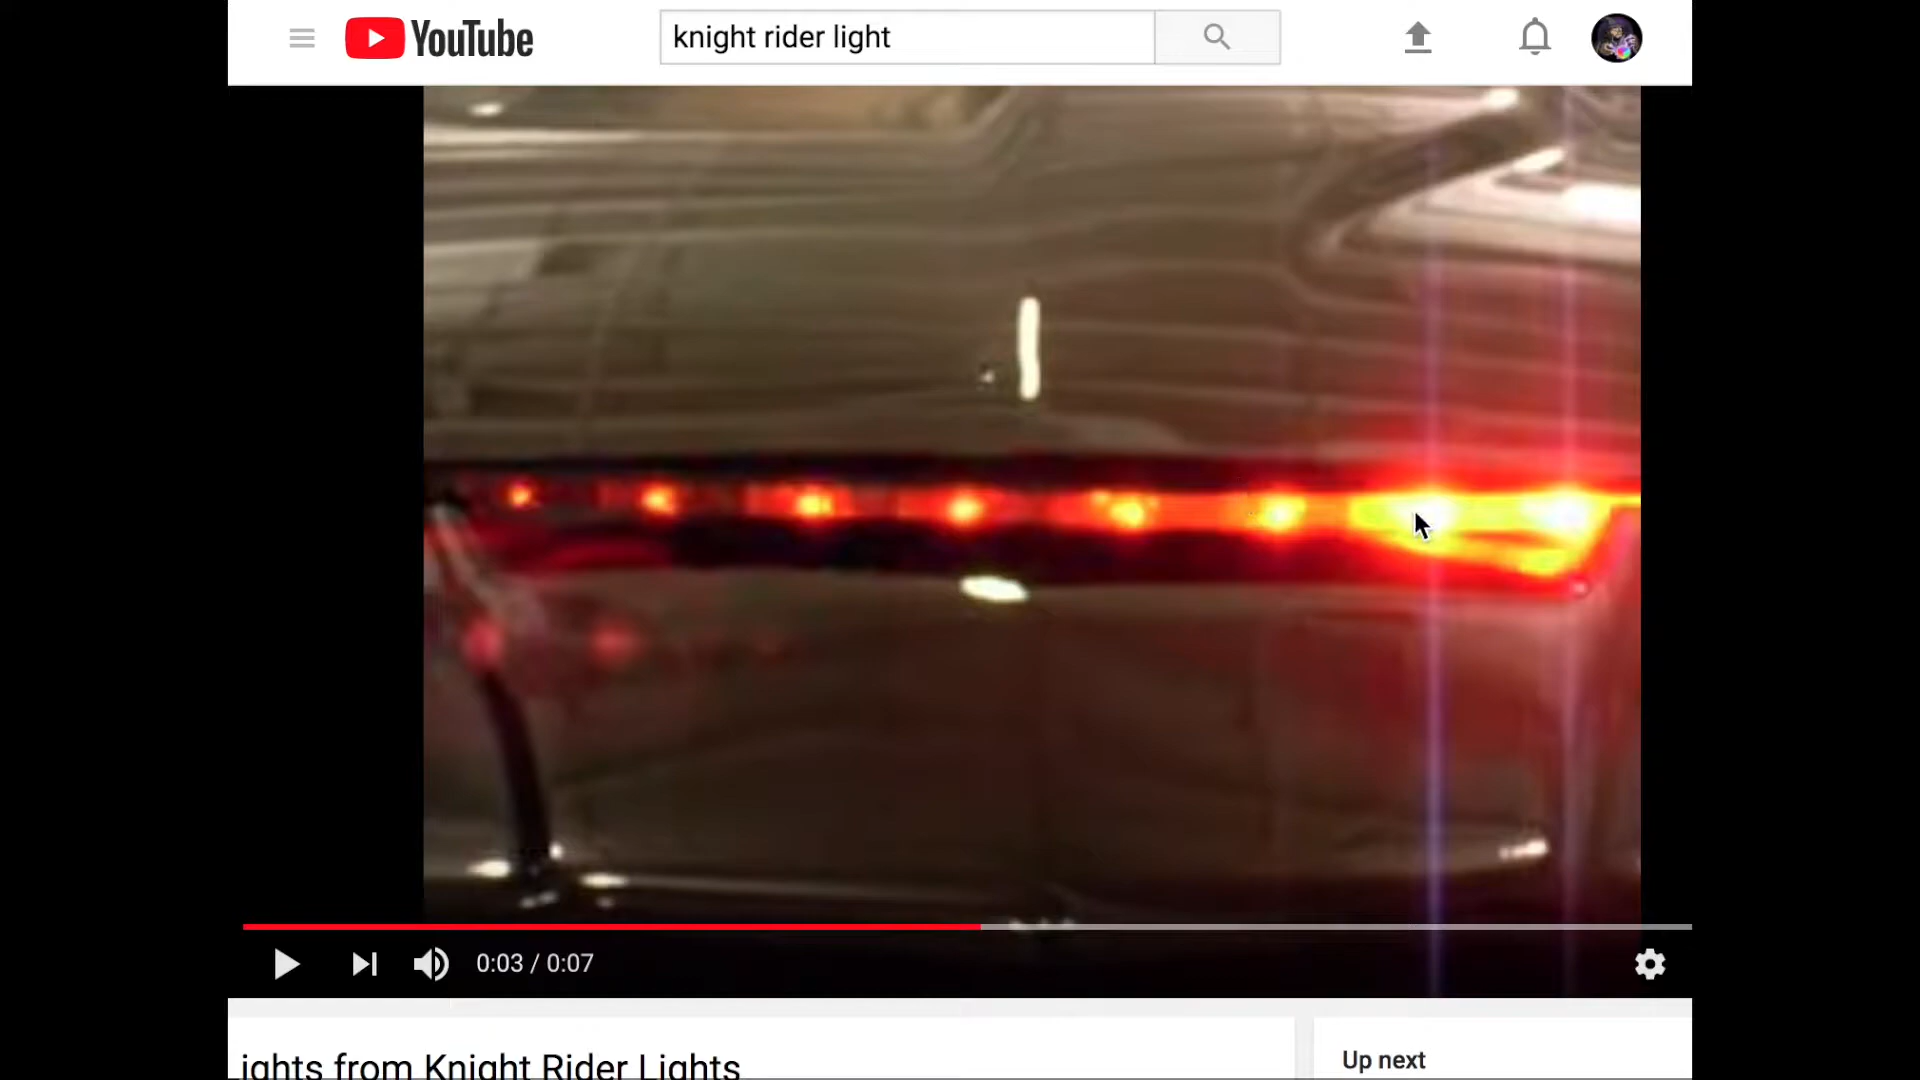 YouTube
knight rider light
0:03 / 0:07
ights from Knight Rider Lights
Up next